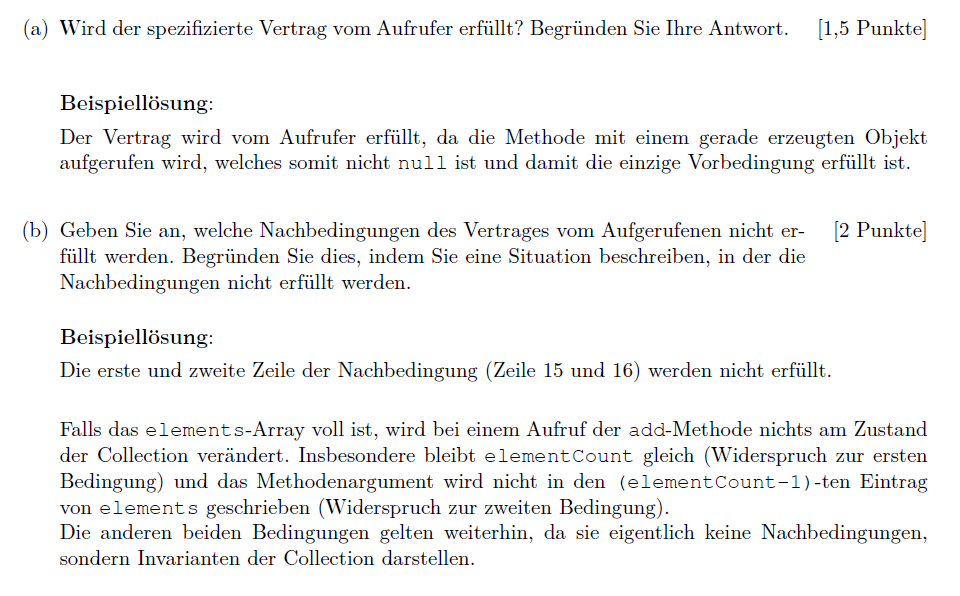 (a) Wird der spezifizierte Vertrag vom Aufrufer erfüllt? Begründen Sie Ihre Antwort. [1,5 Punkte]
Beispiellösung:
Der Vertrag wird vom Aufrufer erfüllt, da die Methode mit einem gerade erzeugten Objekt
aufgerufen wird, welches somit nicht null ist und damit die einzige Vorbedingung erfüllt ist.
(b) Geben Sie an, welche Nachbedingungen des Vertrages vom Aufgerufenen nicht er- [2 Punkte]
füllt werden. Begründen Sie dies, indem Sie eine Situation beschreiben, in der die
Nachbedingungen nicht erfüllt werden.
Beispiellösung:
Die erste und zweite Zeile der Nachbedingung (Zeile 15 und 16) werden nicht erfüllt.
Falls das elements-Array voll ist, wird bei einem Aufruf der add-Methode nichts am Zustand
der Collection verändert. Insbesondere bleibt elementCount gleich (Widerspruch zur ersten
Bedingung) und das Methodenargument wird nicht in den (elementCount-1)-ten Eintrag
von elements geschrieben (Widerspruch zur zweiten Bedingung).
Die anderen beiden Bedingungen gelten weiterhin, da sie eigentlich keine Nachbedingungen,
sondern Invarianten der Collection darstellen.